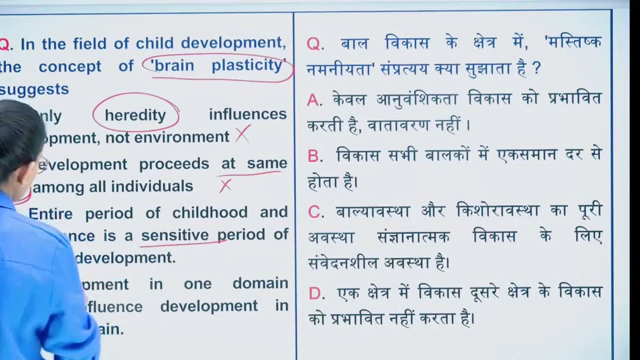 Q. In the field of child development,
the concept of 'brain plasticity'
suggests
heredity influences
not environment
development proceeds at same
among all individuals
Entire period of childhood and
is a sensitive period of
development.
in one domain
development in
Q. बाल विकास के क्षेत्र में, 'मस्तिष्क
नमनीयता' संप्रत्यय क्या सुझाता है ?
A. केवल आनुवंशिकता विकास को प्रभावित
करती है, वातावरण नहीं ।
B. विकास सभी बालकों में एकसमान दर से
होता है।
C. बाल्यावस्था और किशोरावस्था का पूरी
अवस्था संज्ञानात्मक विकास के लिए
संवेदनशील अवस्था है।
D. एक क्षेत्र में विकास दूसरे क्षेत्र के विकास
को प्रभावित नहीं करता है।